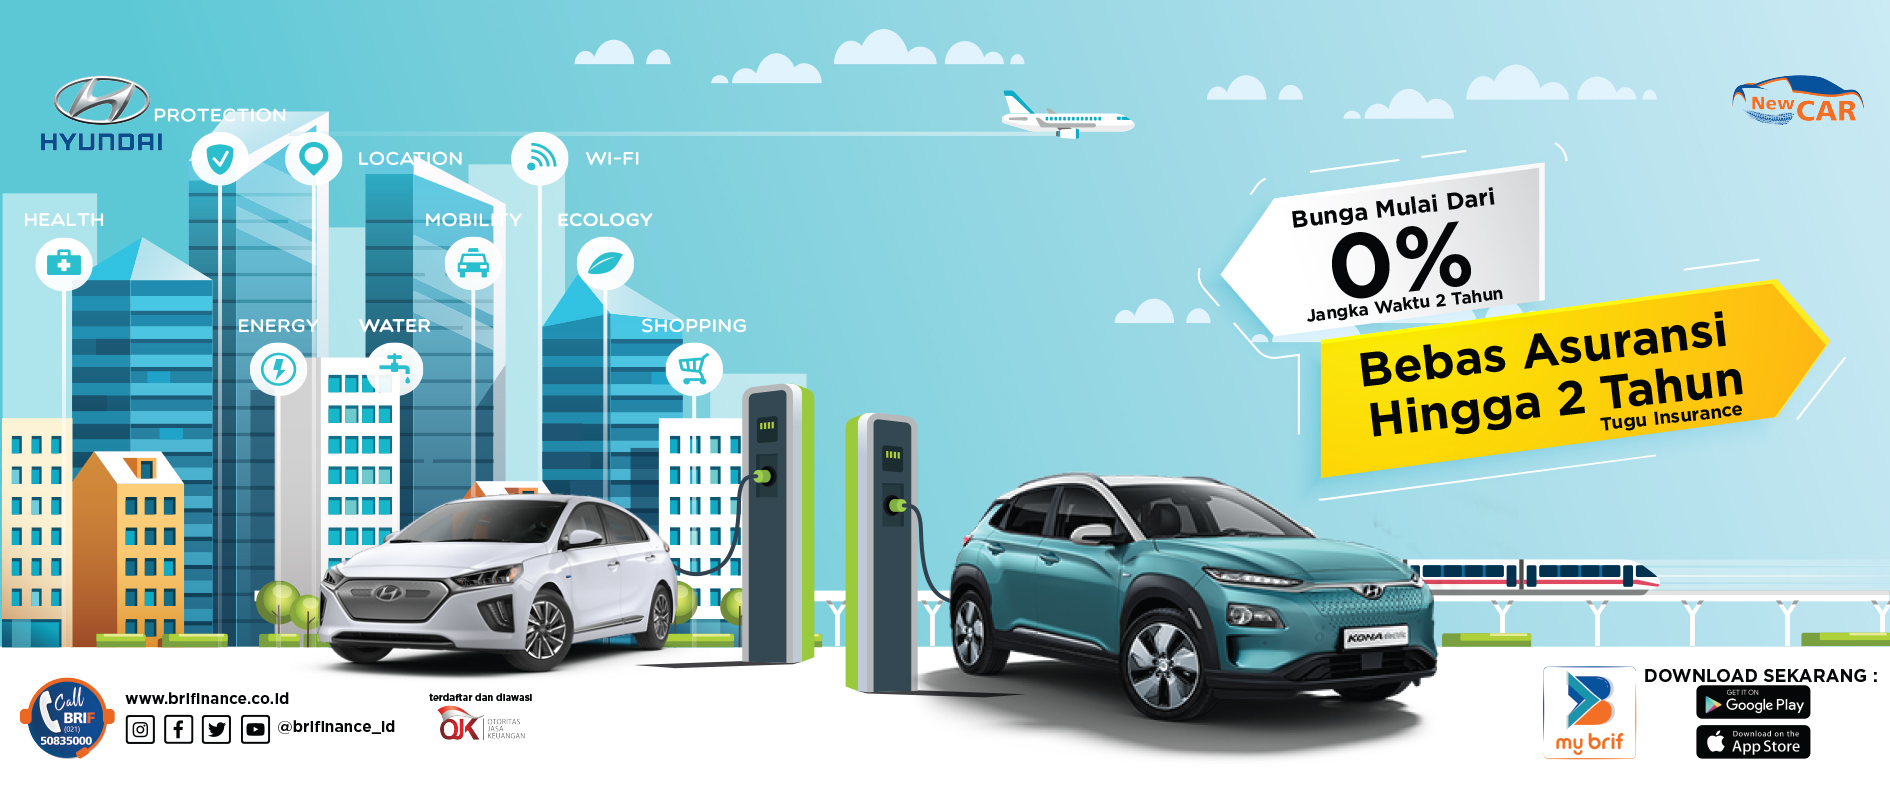 HYUNDAI
PROTECTION
LOCATION
WI-FI
HEALTH
MOBILITY
ECOLOGY
ENERGY
WATER
SHOPPING
New
CAR
Bunga Mulai Dari
0%
Jangka Waktu 2 Tahun
Bebas Asuransi
Hingga 2 Tahun
Tugu Insurance
KONA
Call
BRIF
(021)
50835000
www.brifinance.co.id
@brifinance_id
terdaftar dan diawasi
OJK
OTORITAS
JASA
KEUANGAN
my brif
DOWNLOAD SEKARANG :
GET IT ON
Google Play
Download on the
App Store